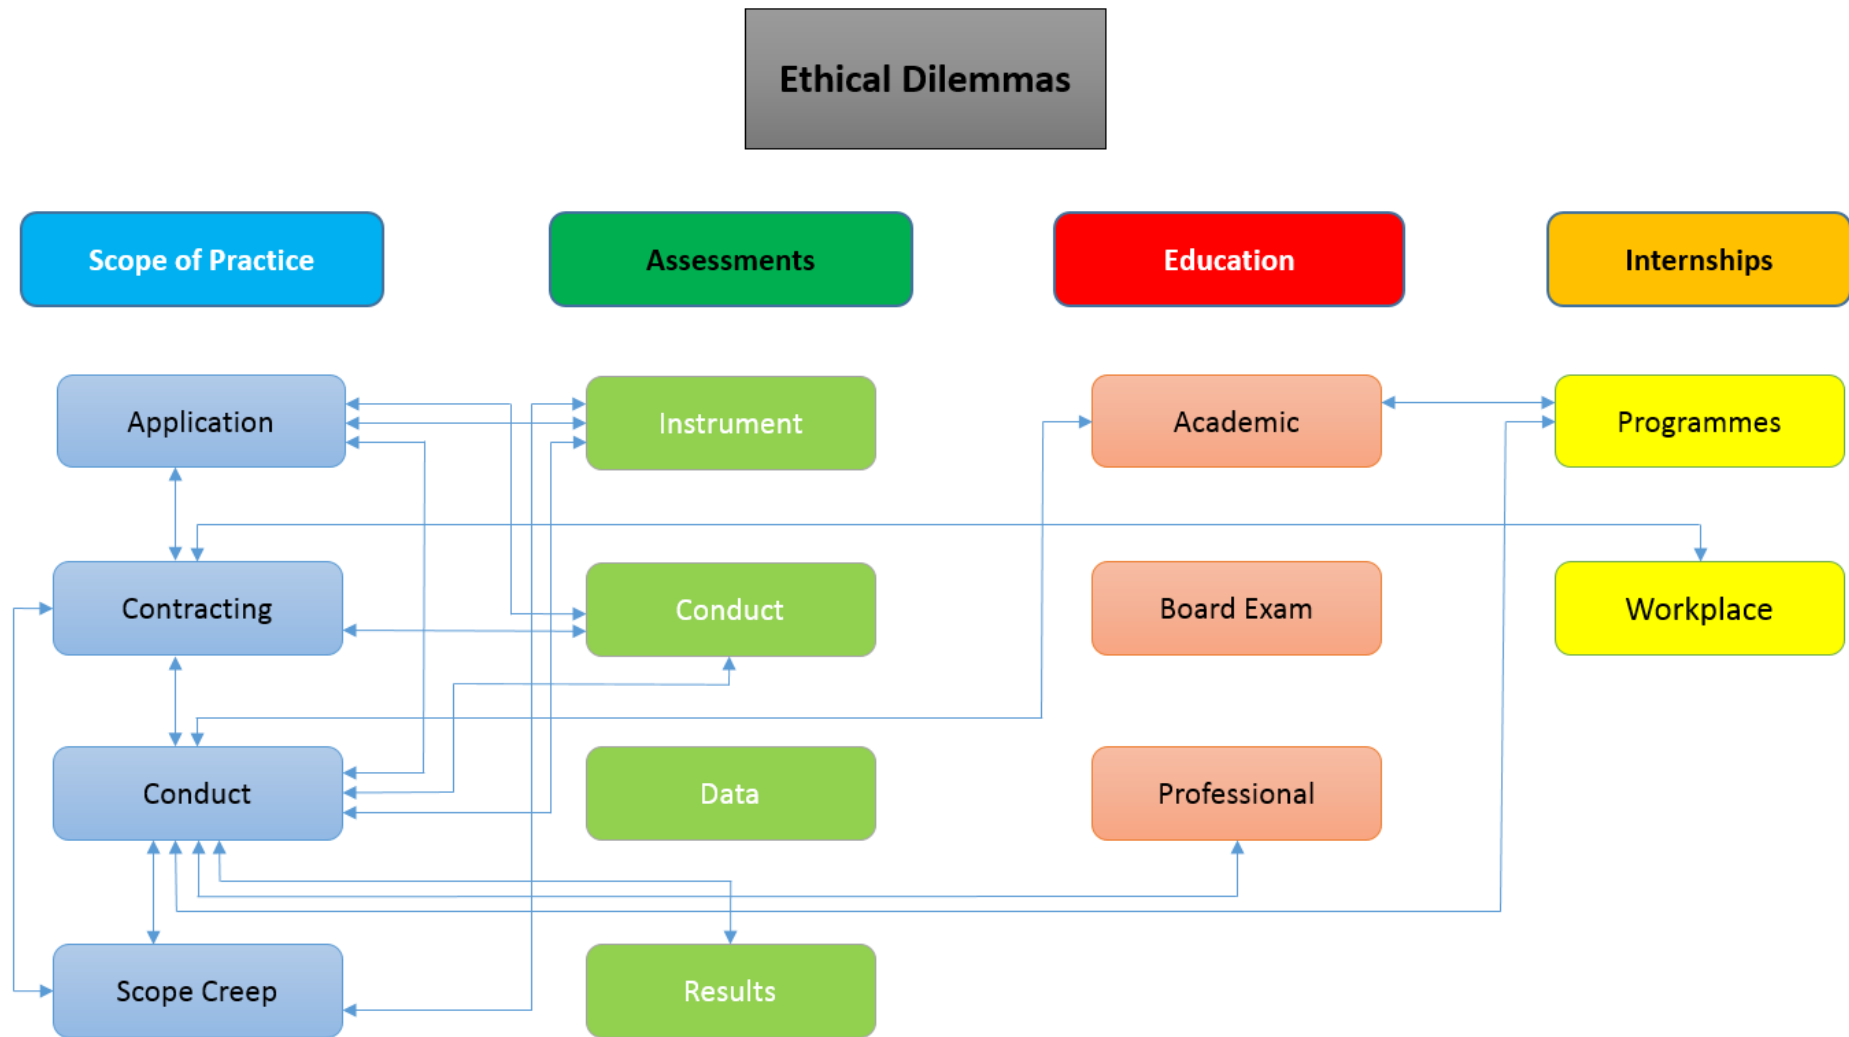 Ethical Dilemmas
Scope of Practice
Assessments
Education
Internships
Application
Instrument
Academic
Programmes
Contracting
Conduct
Board Exam
Workplace
Conduct
Data
Professional
Scope Creep
Results